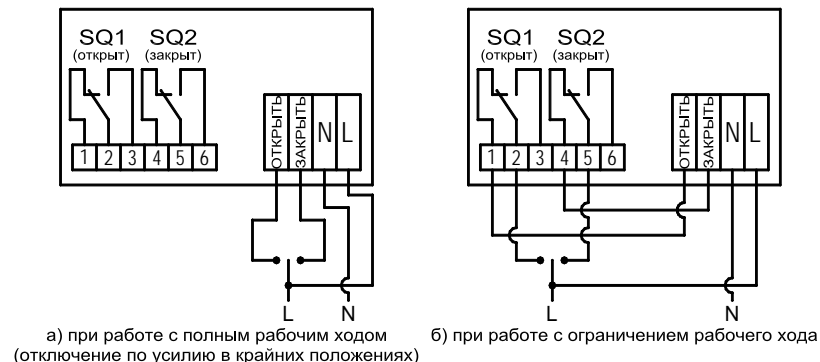 SQ1 SQ2
(открыт) (закрыт)
1 2 3 4 5 6
ОТКРЫТЬ ЗАКРЫТЬ N L
L N
а) при работе с полным рабочим ходом
(отключение по усилию в крайних положениях)
SQ1 SQ2
(открыт) (закрыт)
1 2 3 4 5 6
ОТКРЫТЬ ЗАКРЫТЬ N L
L N
б) при работе с ограничением рабочего хода